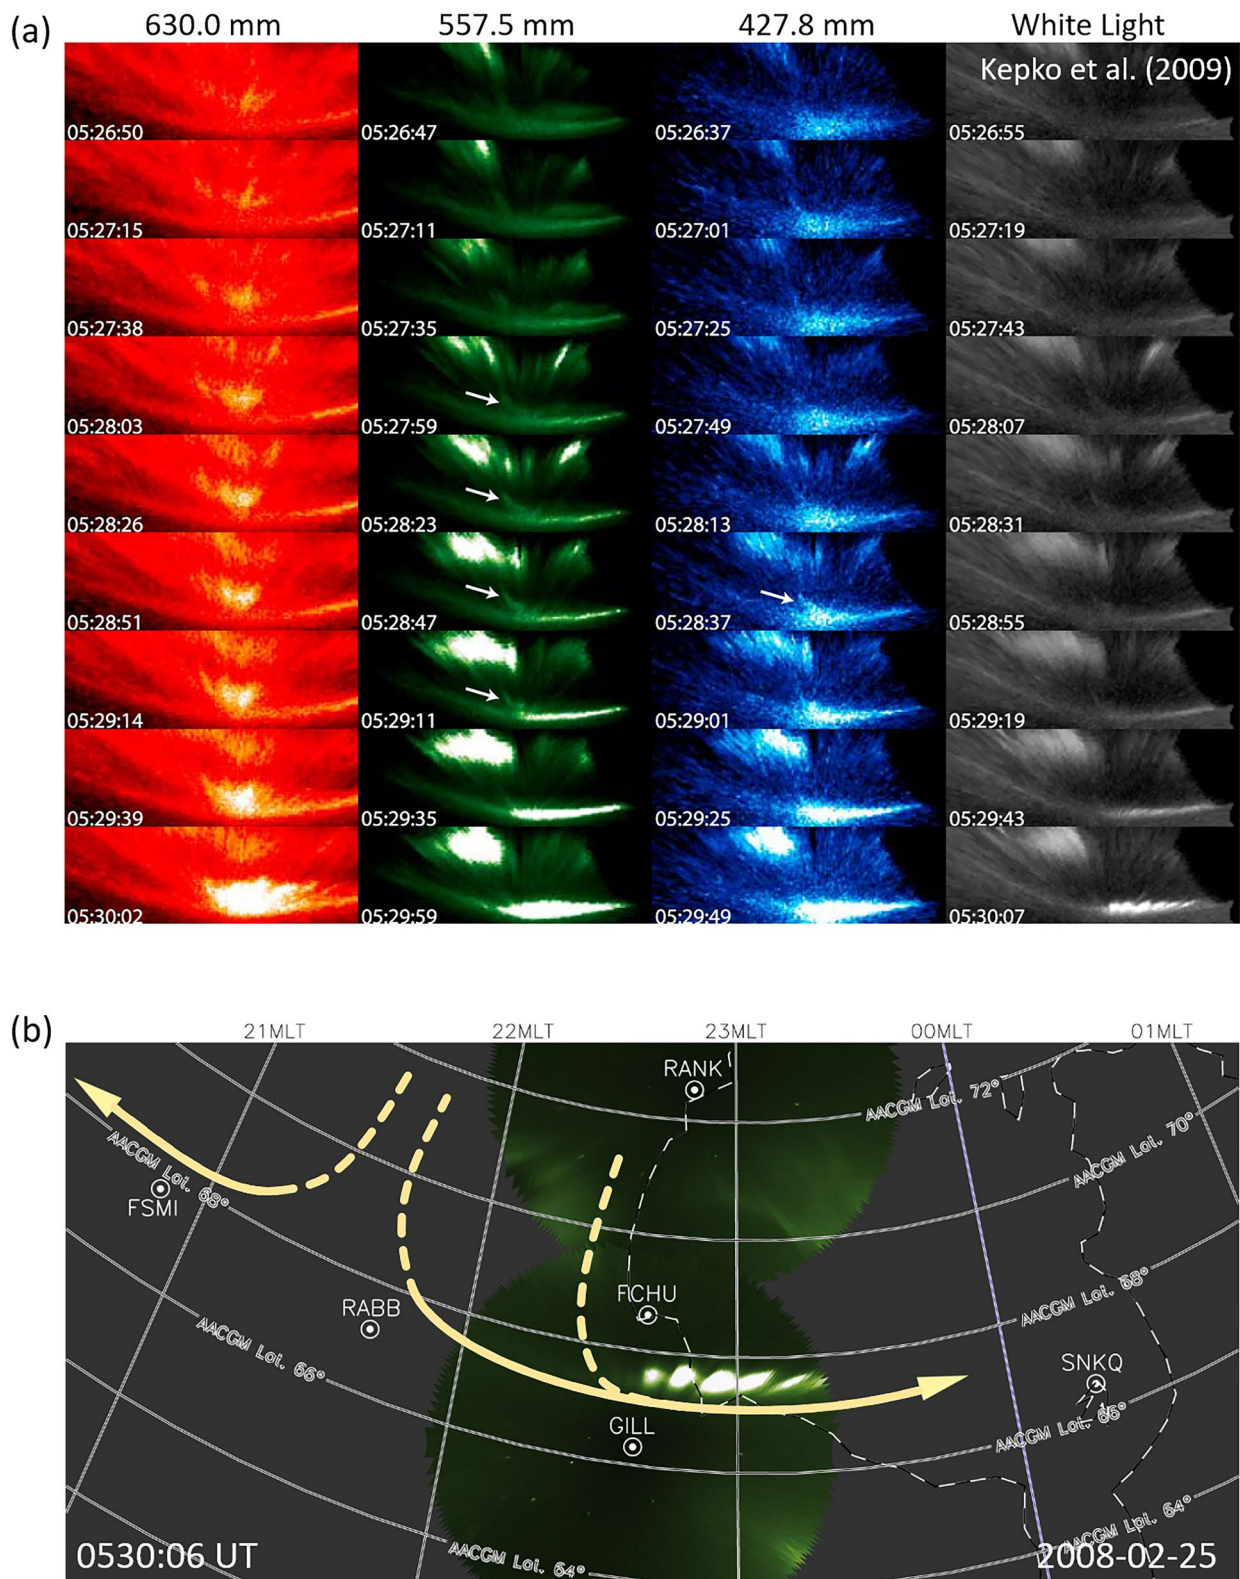 (a)
630.0 mm 557.5 mm 427.8 mm White Light
Kepko et al. (2009)
05:26:50 05:26:47 05:26:37 05:26:55
05:27:15 05:27:11 05:27:01 05:27:19
05:27:38 05:27:35 05:27:25 05:27:43
05:28:03 05:27:59 05:27:49 05:28:07
05:28:26 05:28:23 05:28:13 05:28:31
05:28:51 05:28:47 05:28:37 05:28:55
05:29:14 05:29:11 05:29:01 05:29:19
05:29:39 05:29:35 05:29:25 05:29:43
05:30:02 05:29:59 05:29:49 05:30:07
(b)
21MLT 22MLT 23MLT 00MLT 01MLT
RANK
AACGM Lat. 72°
AACGM Lat. 70°
AACGM Lat. 68°
FSMI
AACGM Lat. 68°
FCHU
RABB
AACGM Lat. 66°
SNKQ
AACGM Lat. 66°
GILL
AACGM Lat. 64°
AACGM Lat. 64°
0530:06 UT
2008-02-25